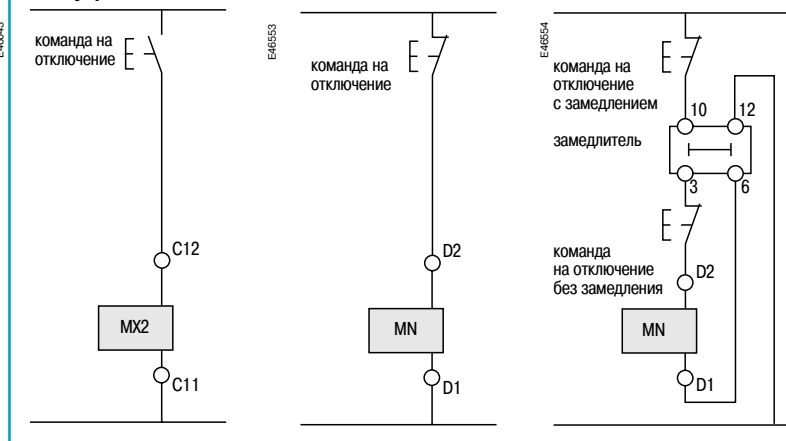 E46553
E46554
команда на
отключение
C12
MX2
C11
команда на
отключение
D2
MN
D1
команда на
отключение
с замедлением
10 12
замедлитель
3 6
команда
на отключение
без замедления
D2
MN
D1